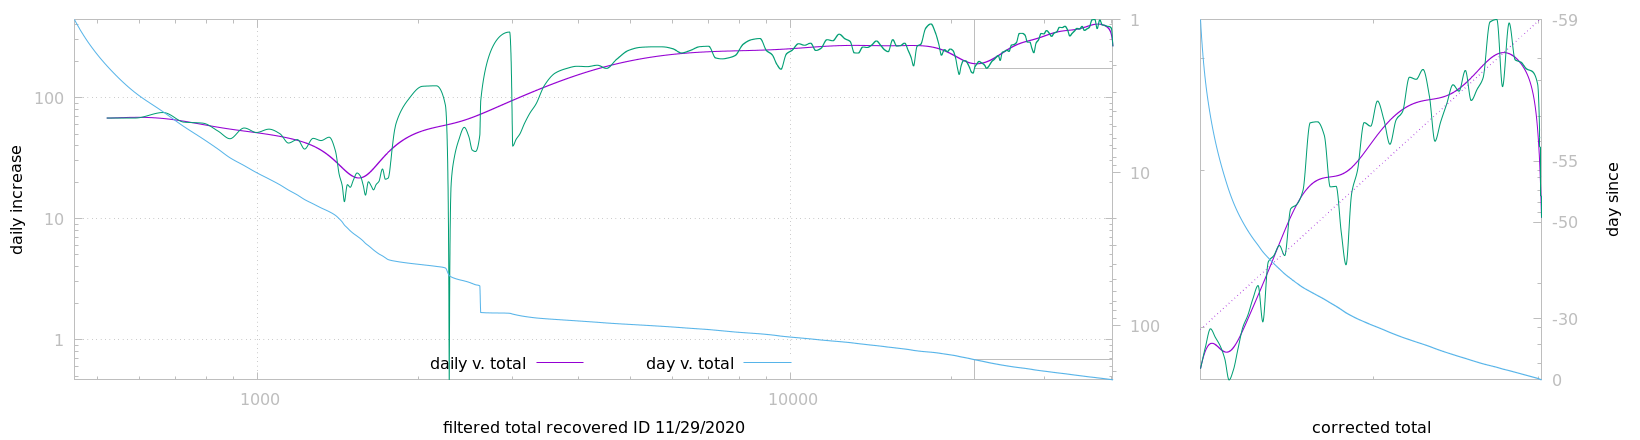 daily increase
100
10
1
1000
10000
1
10
100
daily v. total
day v. total
filtered total recovered ID 11/29/2020
-59
-55
-50
-30
0
day since
corrected total